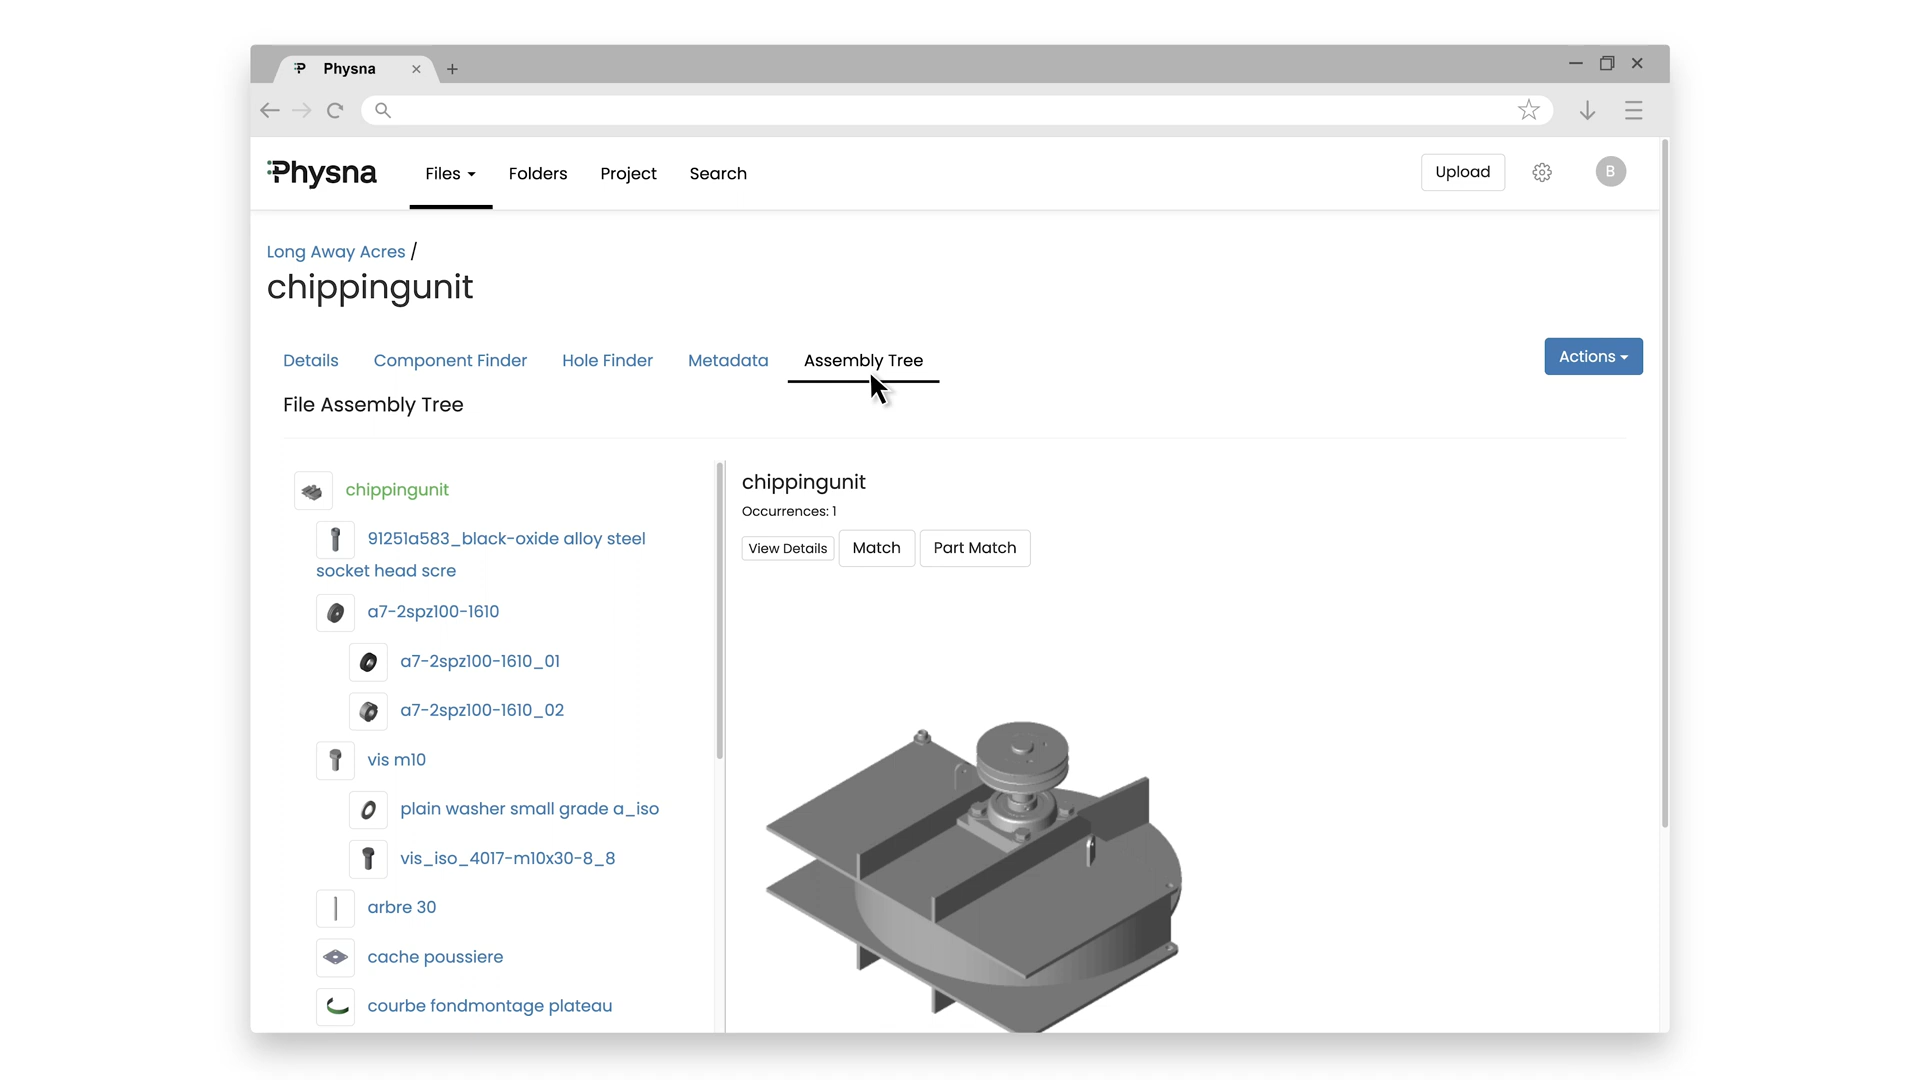 Physna
Physna
Files
Folders
Project
Search
Upload
B
Long Away Acres /
chippingunit
Details
Component Finder
Hole Finder
Metadata
Assembly Tree
Actions
File Assembly Tree
chippingunit
91251a583_black-oxide alloy steel
socket head scre
a7-2spz100-1610
a7-2spz100-1610_01
a7-2spz100-1610_02
vis m10
plain washer small grade a_iso
vis_iso_4017-m10x30-8_8
arbre 30
cache poussiere
courbe fondmontage plateau
chippingunit
Occurrences: 1
View Details
Match
Part Match